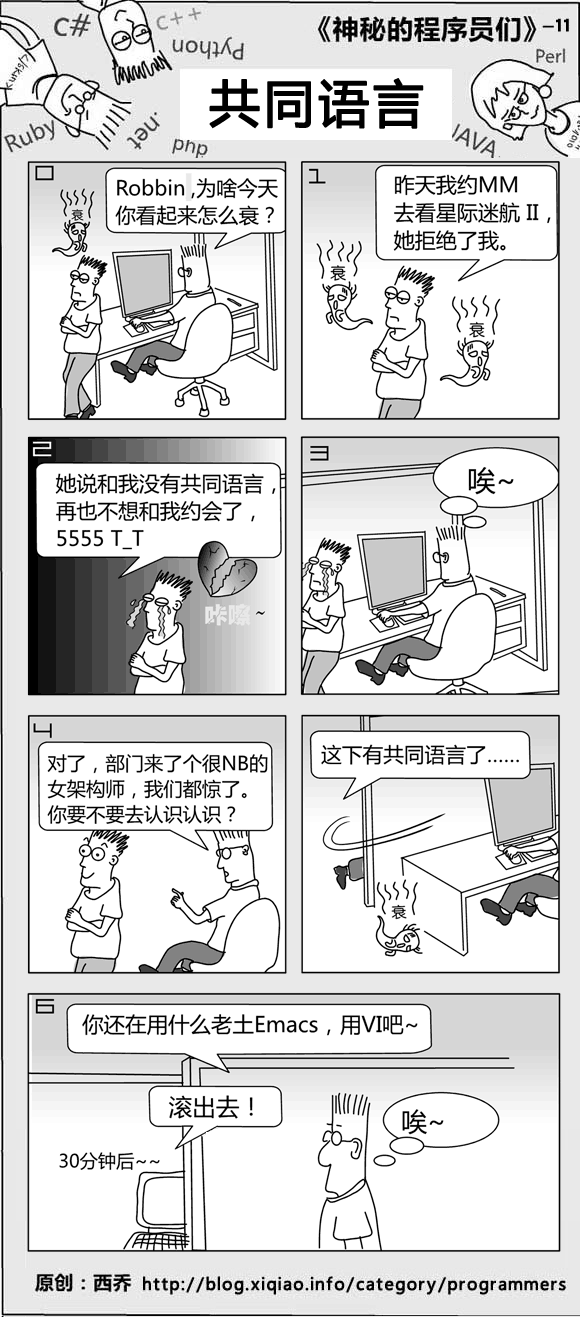 《神秘的程序员们》-11
C#
C++
Python
Perl
Ruby
.net
php
JAVA
共同语言
0
Robbin,为啥今天
你看起来怎么衰？
衰
1
昨天我约MM
去看星际迷航 II，
她拒绝了我。
衰
衰
2
她说和我没有共同语言，
再也不想和我约会了，
5555 T_T
咔嚓~
3
唉~
4
对了，部门来了个很NB的
女架构师，我们都惊了。
你要不要去认识认识？
这下有共同语言了……
衰
6
你还在用什么老土Emacs，用VI吧~
滚出去！
唉~
30分钟后~~
原创：西乔 http://blog.xiqiao.info/category/programmers